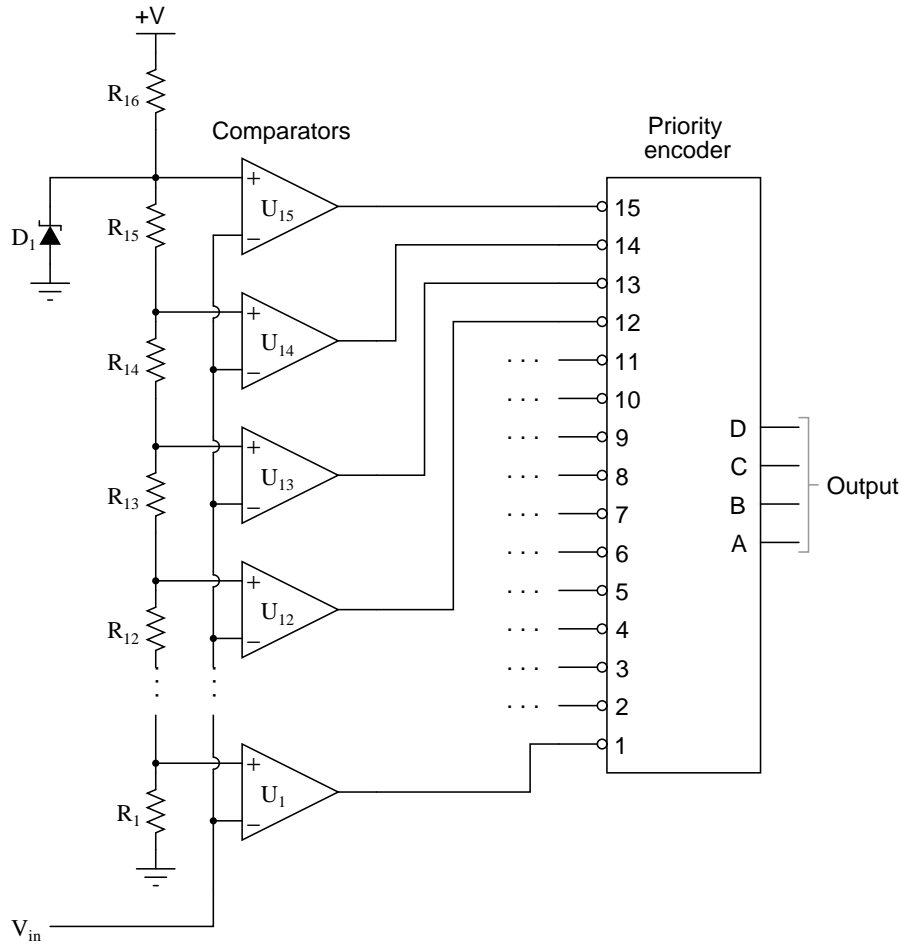 +V
R16
Comparators
Priority
encoder
+
U15
−
15
R15
D1
14
+
U14
−
13
R14
12
. . . 11
. . . 10
+
U13
−
D
. . . 9
C
Output
R13
. . . 8
B
. . . 7
A
. . . 6
+
U12
−
. . . 5
R12
. . . 4
. . . 3
. . . 2
1
+
U1
−
R1
Vin